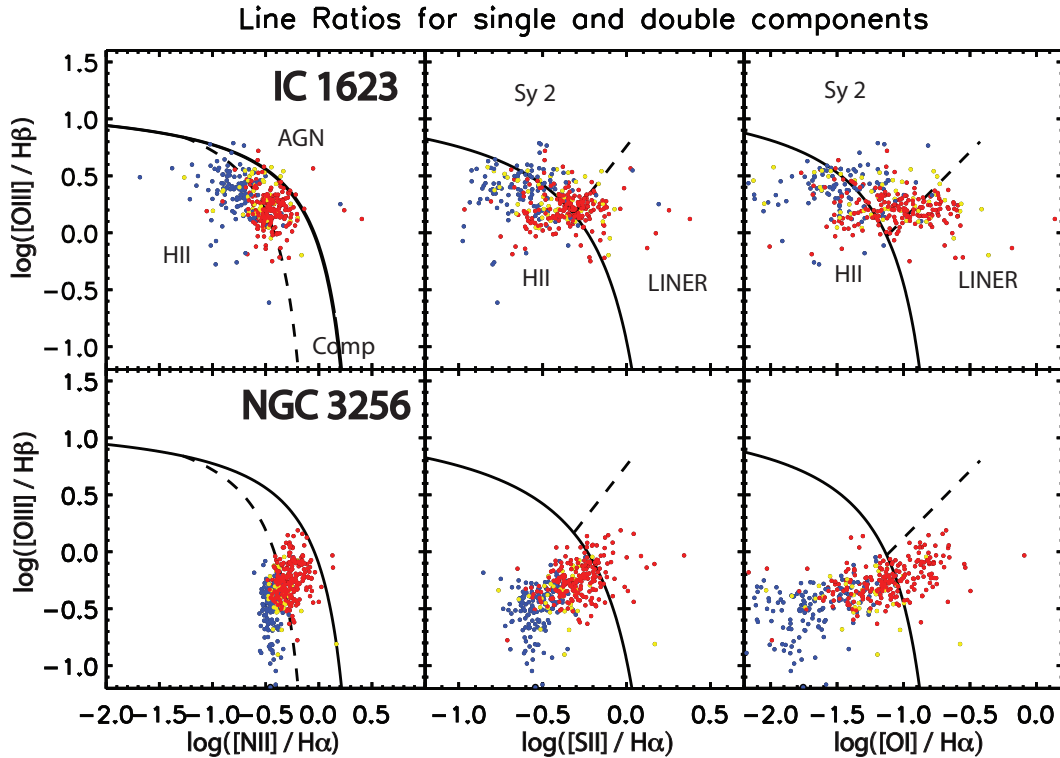 Line Ratios for single and double components
1.5
1.0
0.5
0.0
−0.5
−1.0
log([OIII] / Hβ)
IC 1623
AGN
HII
Comp
Sy 2
HII
LINER
Sy 2
HII
LINER
1.5
1.0
0.5
0.0
−0.5
−1.0
log([OIII] / Hβ)
NGC 3256
−2.0 −1.5 −1.0 −0.5 0.0 0.5
−1.0 −0.5 0.0
−2.0 −1.5 −1.0 −0.5 0.0
log([NII] / Hα)
log([SII] / Hα)
log([OI] / Hα)